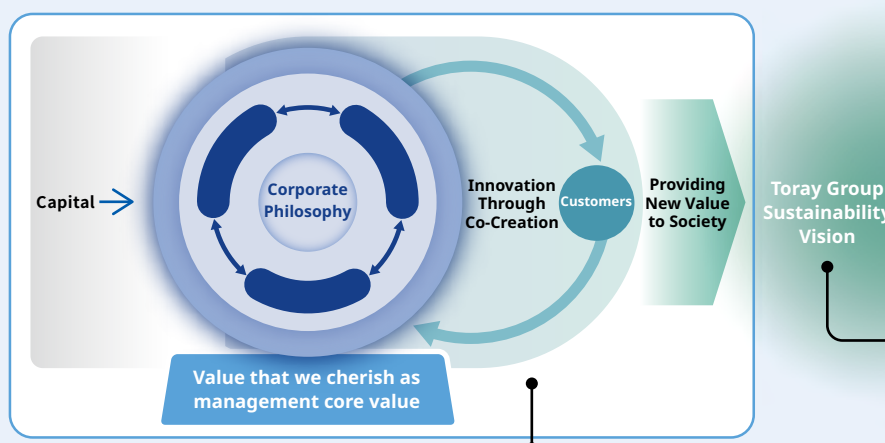 Capital
Corporate
Philosophy
Innovation
Through
Co-Creation
Customers
Providing
New Value
to Society
Toray Group
Sustainability
Vision
Value that we cherish as
management core value